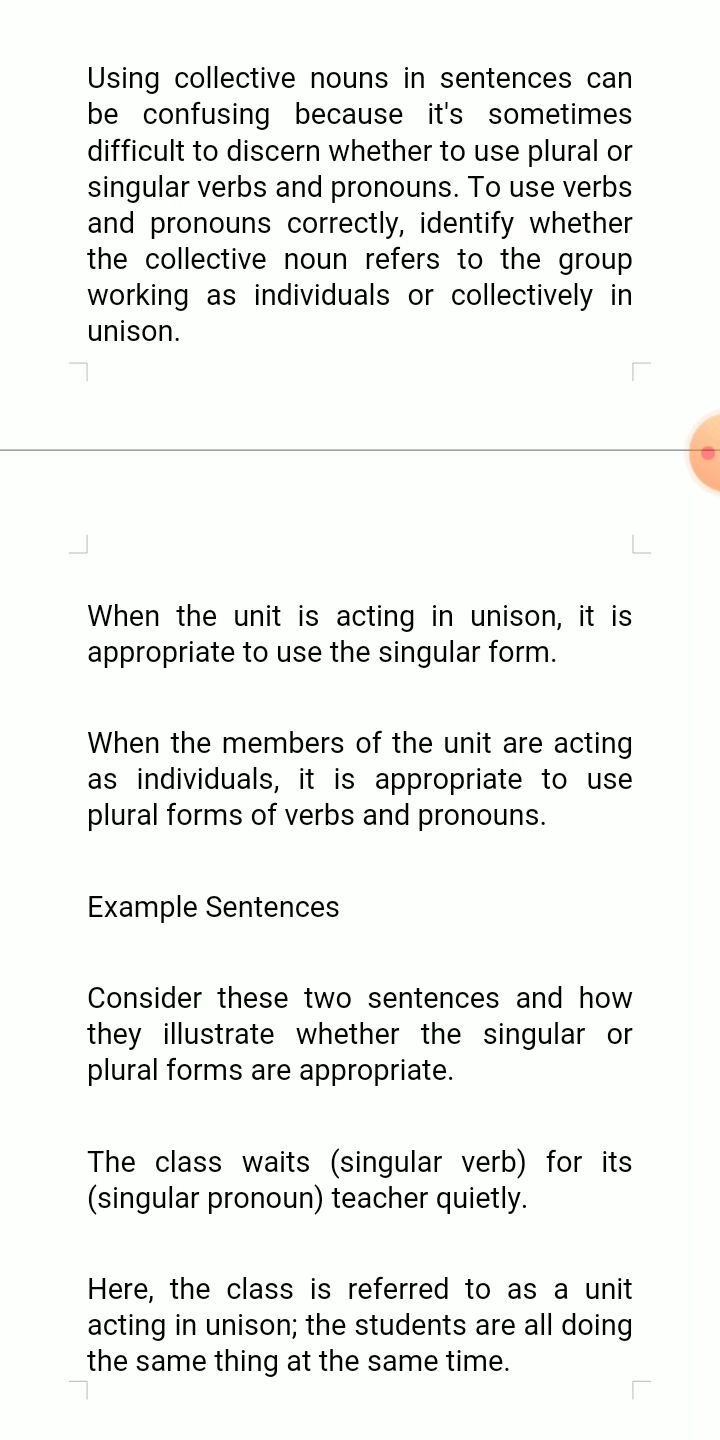 Using collective nouns in sentences can
be confusing because it's sometimes
difficult to discern whether to use plural or
singular verbs and pronouns. To use verbs
and pronouns correctly, identify whether
the collective noun refers to the group
working as individuals or collectively in
unison.
When the unit is acting in unison, it is
appropriate to use the singular form.
When the members of the unit are acting
as individuals, it is appropriate to use
plural forms of verbs and pronouns.
Example Sentences
Consider these two sentences and how
they illustrate whether the singular or
plural forms are appropriate.
The class waits (singular verb) for its
(singular pronoun) teacher quietly.
Here, the class is referred to as a unit
acting in unison; the students are all doing
the same thing at the same time.